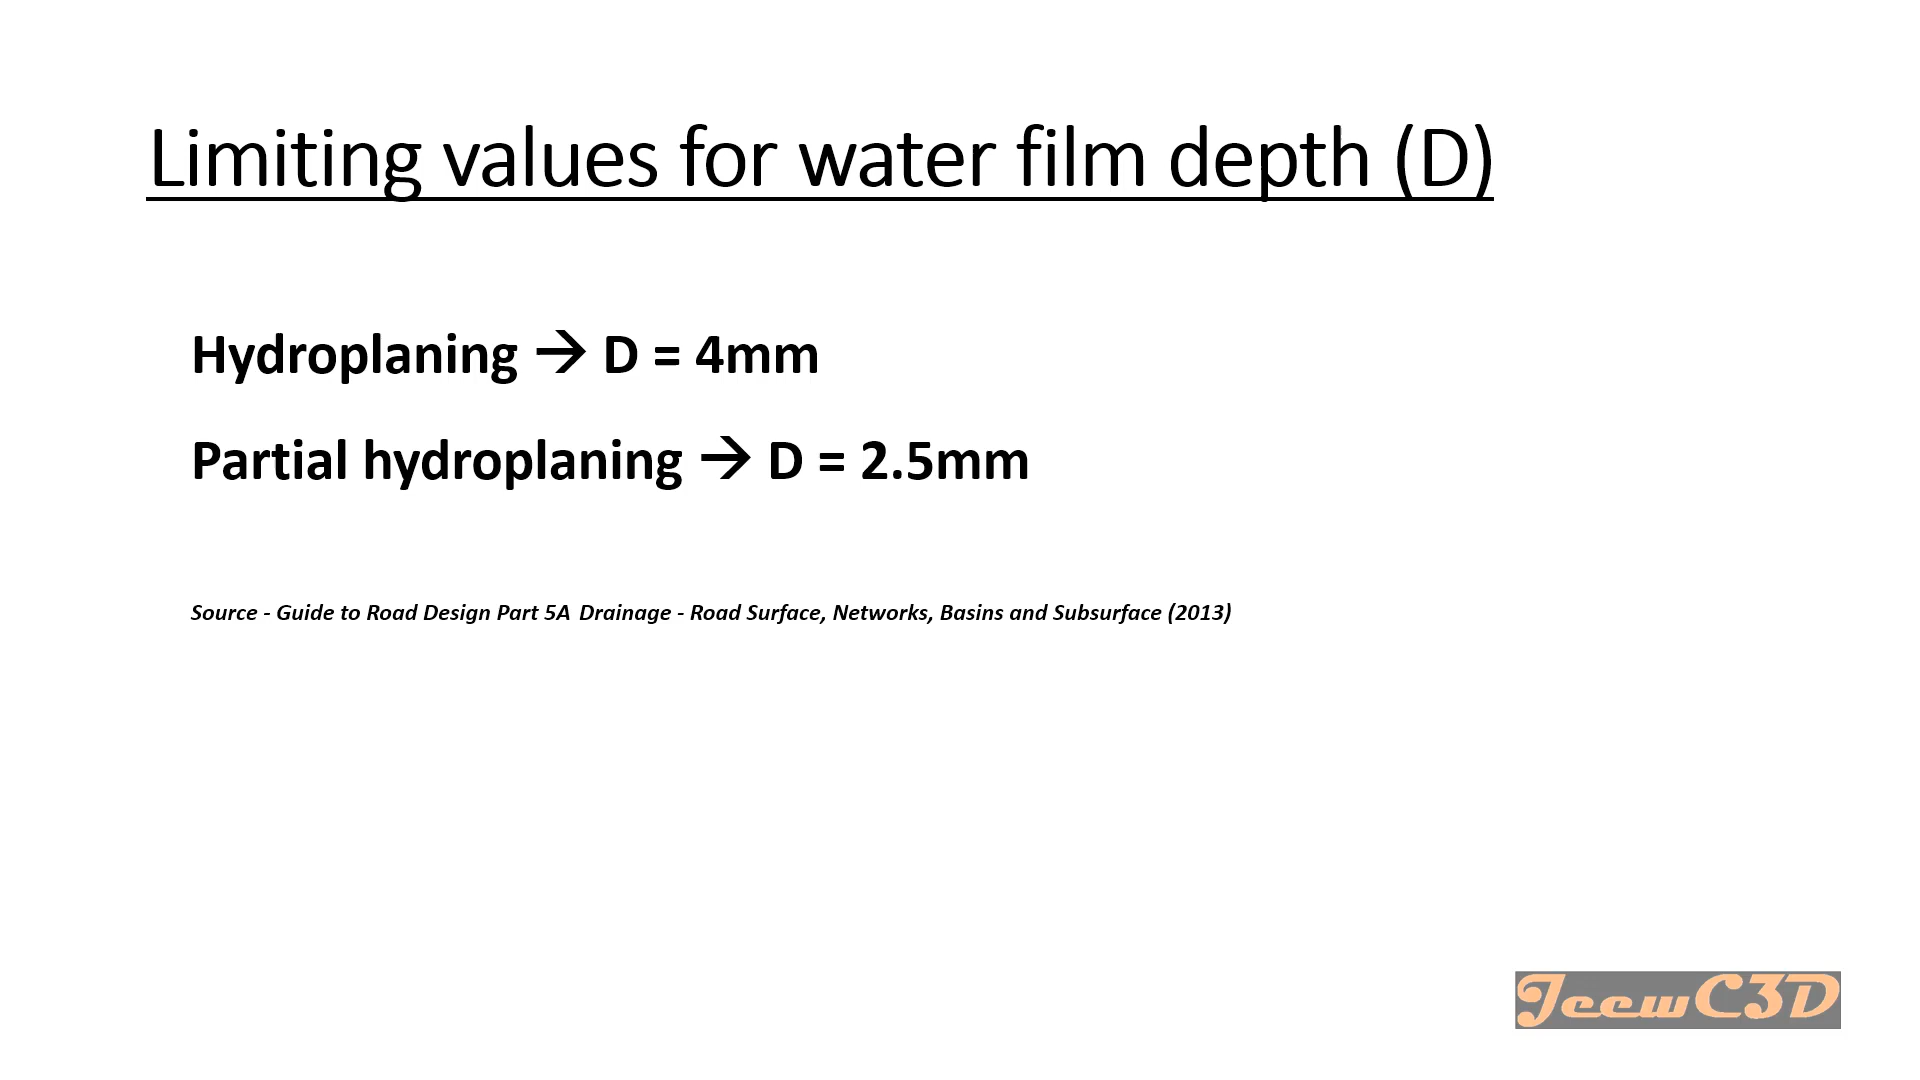 Limiting values for water film depth (D)
Hydroplaning → D = 4mm
Partial hydroplaning → D = 2.5mm
Source - Guide to Road Design Part 5A Drainage - Road Surface, Networks, Basins and Subsurface (2013)
JeewC3D